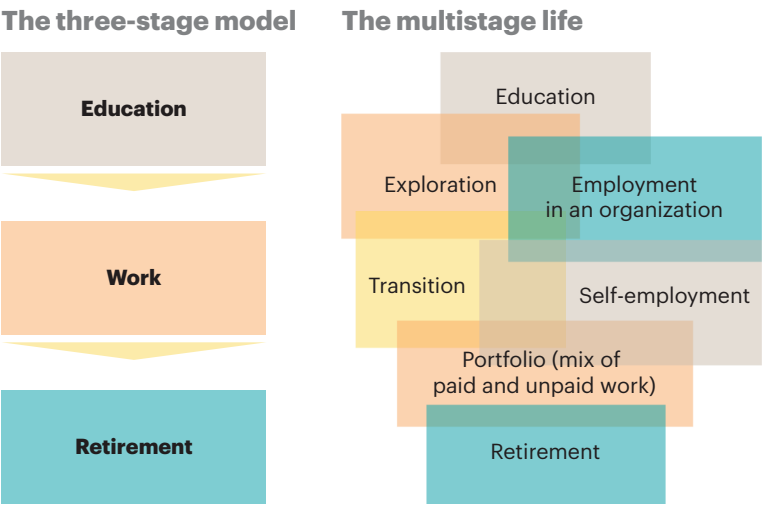 The three-stage model
Education
Work
Retirement
The multistage life
Education
Exploration
Employment
in an organization
Transition
Self-employment
Portfolio (mix of
paid and unpaid work)
Retirement